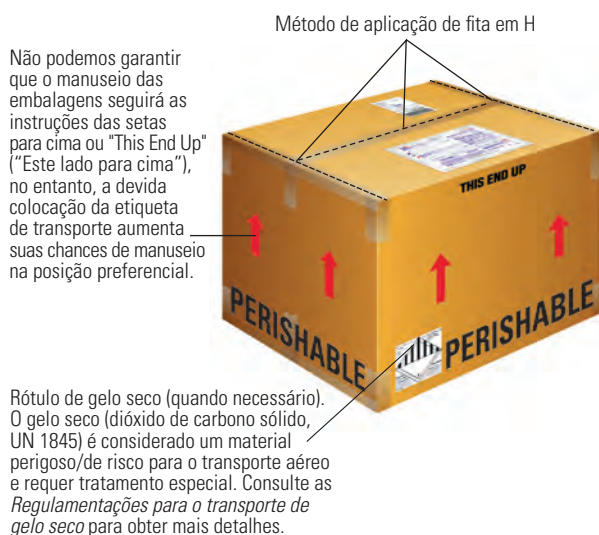 Método de aplicação de fita em H
Não podemos garantir
que o manuseio das
embalagens seguirá as
instruções das setas
para cima ou "This End Up"
(“Este lado para cima”),
no entanto, a devida
colocação da etiqueta
de transporte aumenta
suas chances de manuseio
na posição preferencial.
THIS END UP
PERISHABLE
PERISHABLE
Rótulo de gelo seco (quando necessário).
O gelo seco (dióxido de carbono sólido,
UN 1845) é considerado um material
perigoso/de risco para o transporte aéreo
e requer tratamento especial. Consulte as
Regulamentações para o transporte de
gelo seco para obter mais detalhes.